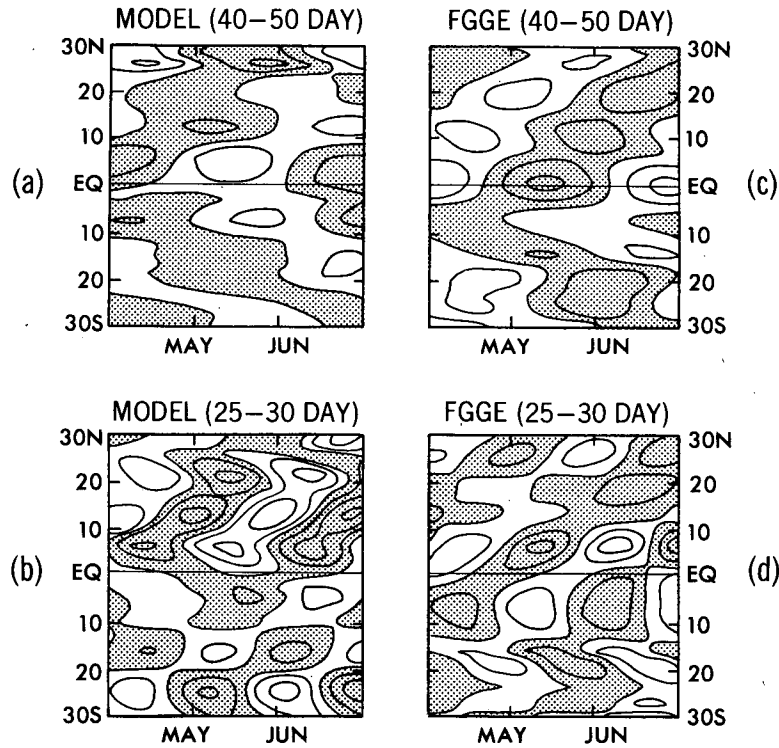 MODEL (40–50 DAY)
30N
20
10
EQ
10
20
30S
(a)
MAY JUN
FGGE (40–50 DAY)
30N
20
10
EQ
10
20
30S
(c)
MAY JUN
MODEL (25–30 DAY)
30N
20
10
EQ
10
20
30S
(b)
MAY JUN
FGGE (25–30 DAY)
30N
20
10
EQ
10
20
30S
(d)
MAY JUN